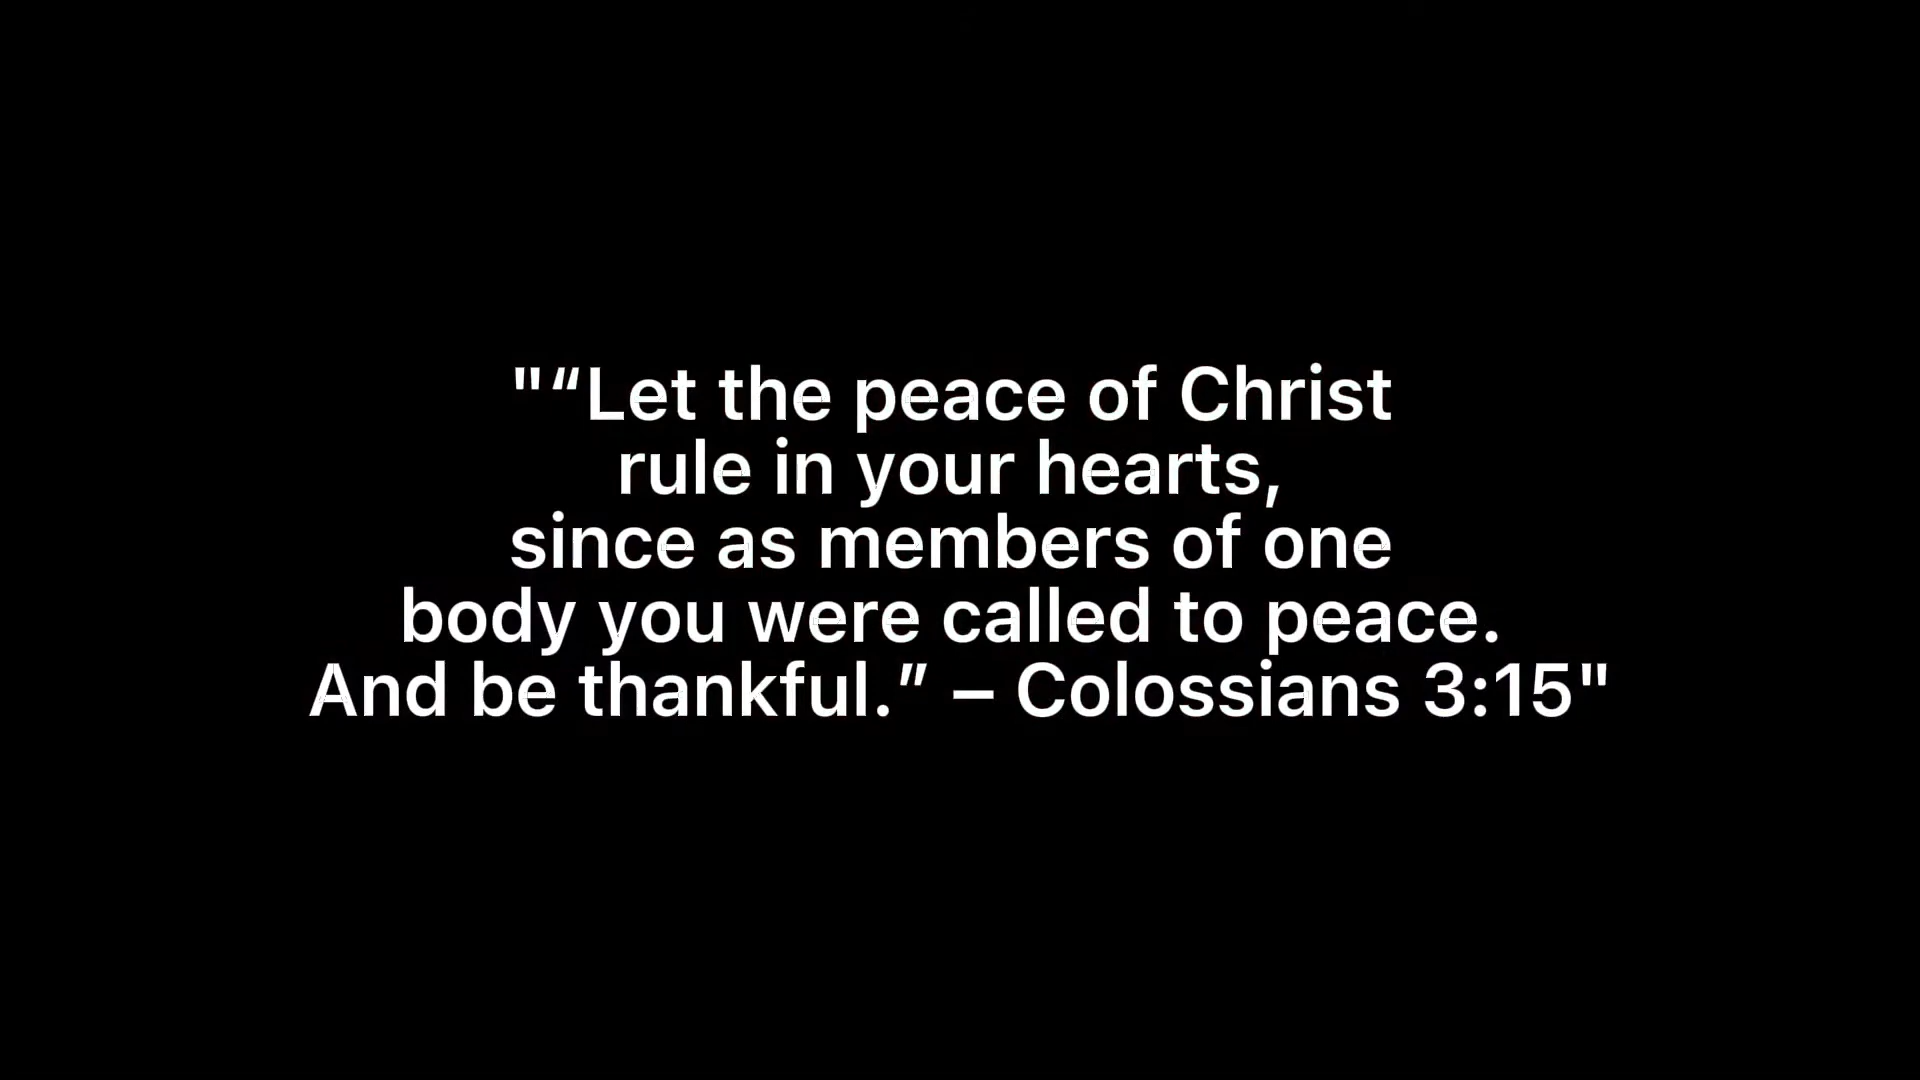 "“Let the peace of Christ
rule in your hearts,
since as members of one
body you were called to peace.
And be thankful.” – Colossians 3:15"